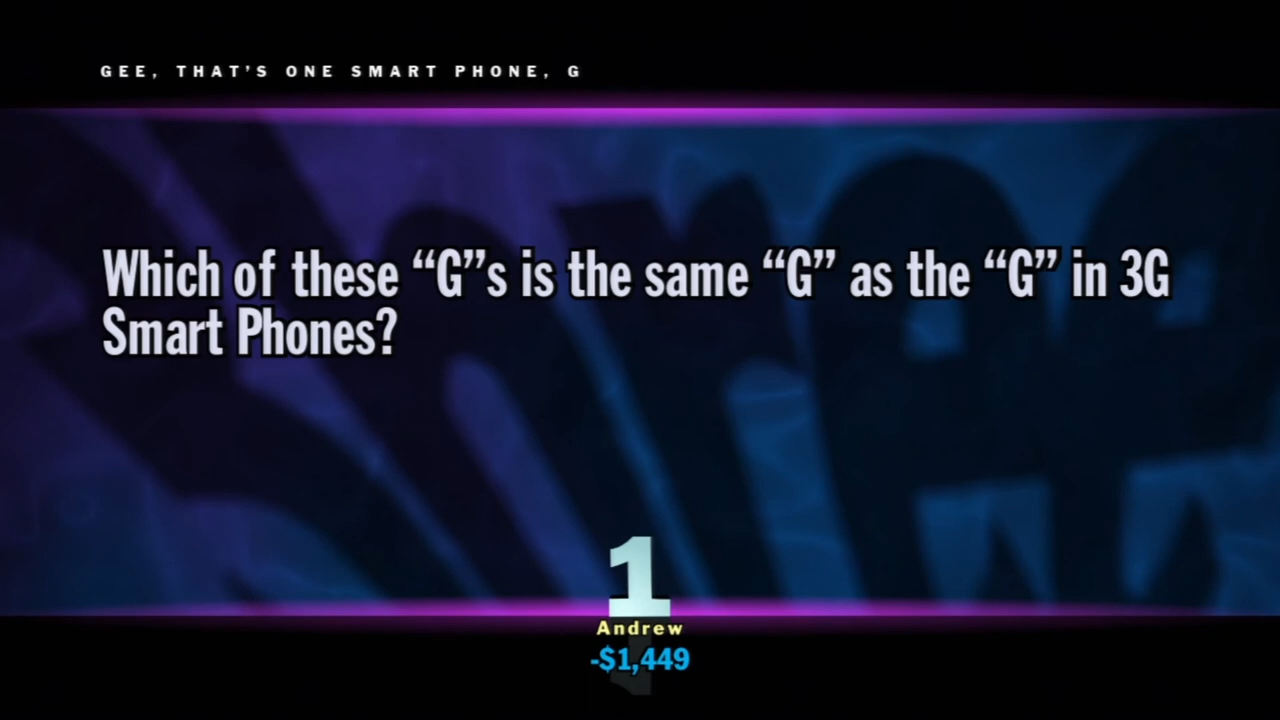 GEE, THAT'S ONE SMART PHONE, G
Which of these “G”s is the same “G” as the “G” in 3G
Smart Phones?
1
Andrew
-$1,449